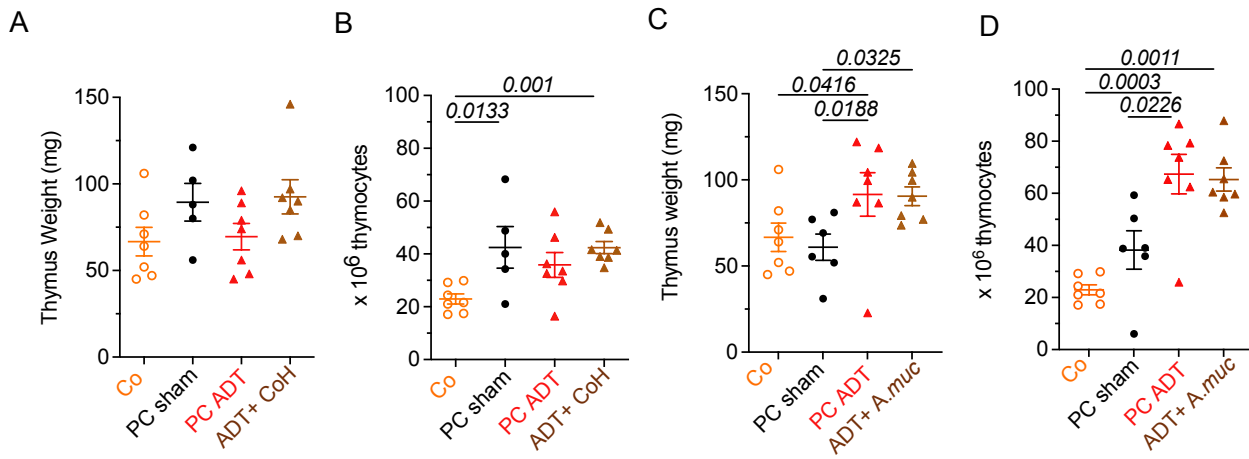 A
Thymus Weight (mg)
150
100
50
0
Co
PC sham
PC ADT
ADT+ CoH
B
x 10⁶ thymocytes
0.001
0.0133
100
80
60
40
20
0
Co
PC sham
PC ADT
ADT+ CoH
C
Thymus weight (mg)
0.0325
0.0416
0.0188
150
100
50
0
Co
PC sham
PC ADT
ADT+ A.muc
D
x 10⁶ thymocytes
0.0011
0.0003
0.0226
100
80
60
40
20
0
Co
PC sham
PC ADT
ADT+ A.muc